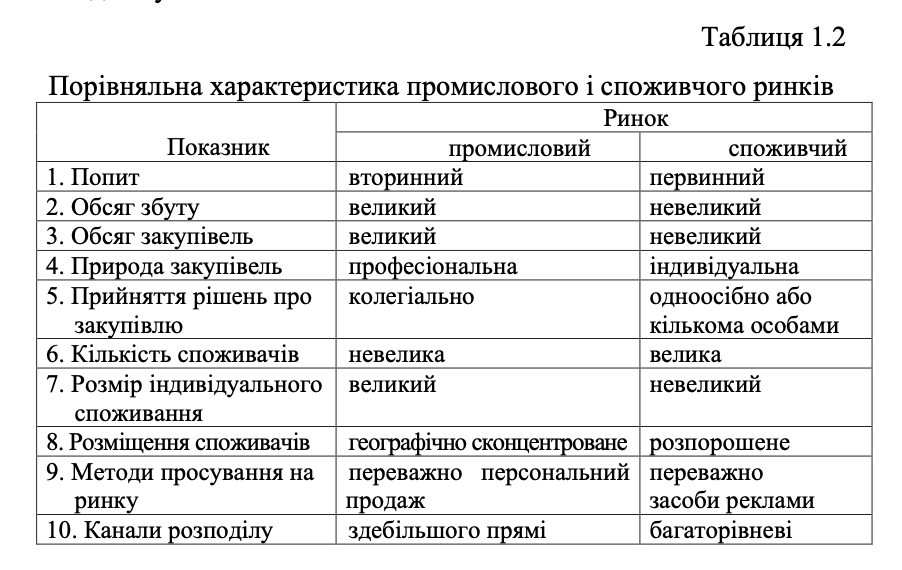 Таблиця 1.2
Порівняльна характеристика промислового і споживчого ринків
Показник
Ринок
промисловий
споживчий
1. Попит
вторинний
первинний
2. Обсяг збуту
великий
невеликий
3. Обсяг закупівель
великий
невеликий
4. Природа закупівель
професіональна
індивідуальна
5. Прийняття рішень про
закупівлю
колегіально
одноосібно або
кількома особами
6. Кількість споживачів
невелика
велика
7. Розмір індивідуального
споживання
великий
невеликий
8. Розміщення споживачів
географічно сконцентроване
розпорошене
9. Методи просування на
ринку
переважно персональний
продаж
переважно
засоби реклами
10. Канали розподілу
здебільшого прямі
багаторівневі